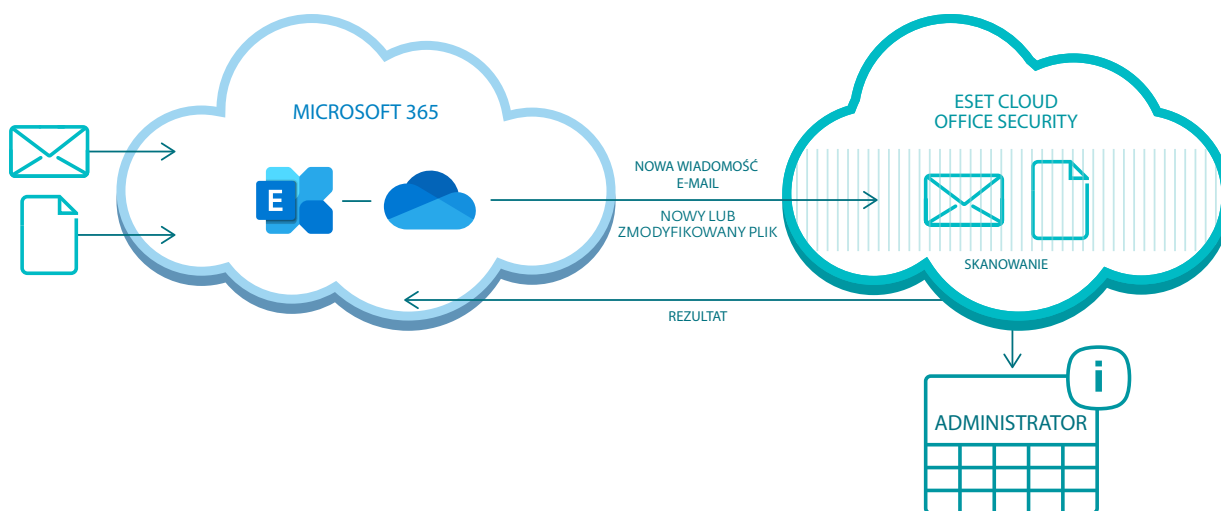 MICROSOFT 365
E
NOWA WIADOMOŚĆ
E-MAIL
NOWY LUB
ZMODYFIKOWANY PLIK
ESET CLOUD
OFFICE SECURITY
SKANOWANIE
REZULTAT
i
ADMINISTRATOR